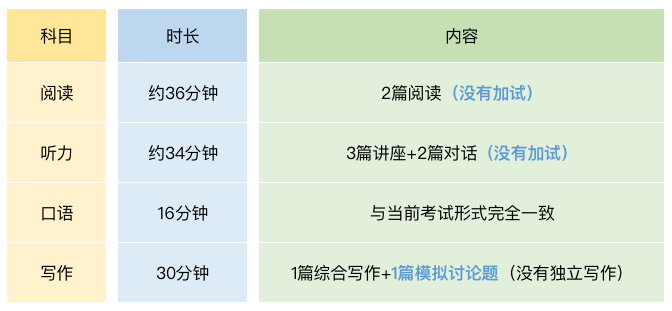 科目 时长 内容
阅读 约36分钟 2篇阅读（没有加试）
听力 约34分钟 3篇讲座+2篇对话（没有加试）
口语 16分钟 与当前考试形式完全一致
写作 30分钟 1篇综合写作+1篇模拟讨论题（没有独立写作）